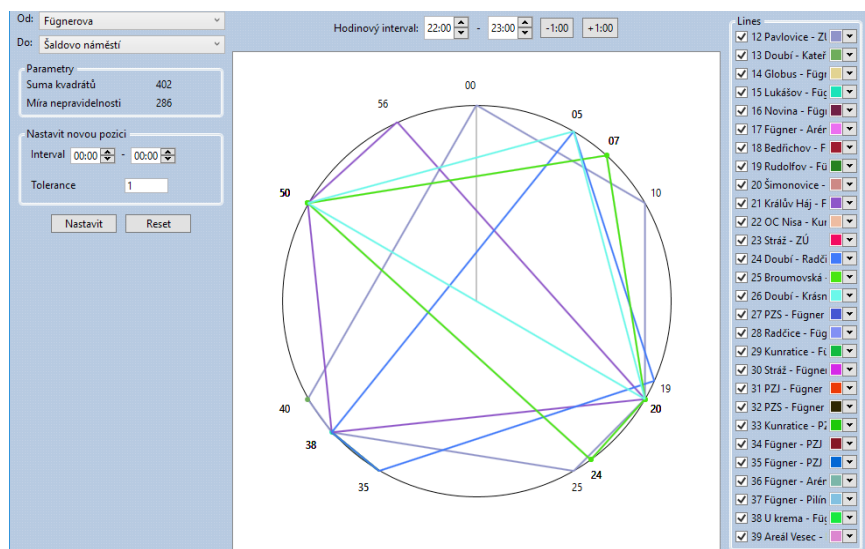 Od: Fügnerova
Do: Šaldovo náměstí
Parametry
Suma kvadrátů 402
Míra nepravidelnosti 286
Nastavit novou pozici
Interval 00:00 - 00:00
Tolerance 1
Nastavit Reset
Hodinový interval: 22:00 - 23:00 -1:00 +1:00
00
56
05
07
50
10
19
40
20
38
24
35
25
Lines
12 Pavlovice - ZÚ
13 Doubí - Kateř
14 Globus - Fügr
15 Lukášov - Füg
16 Novina - Fügr
17 Fügner - Arén
18 Bedřichov - F
19 Rudolfov - Fü
20 Šimonovice -
21 Králův Háj - F
22 OC Nisa - Kur
23 Stráž - ZÚ
24 Doubí - Radči
25 Broumovská -
26 Doubí - Krásn
27 PZS - Fügner
28 Radčice - Füg
29 Kunratice - Fü
30 Stráž - Fügner
31 PZJ - Fügner
32 PZS - Fügner
33 Kunratice - PZ
34 Fügner - PZJ
35 Fügner - PZJ
36 Fügner - Arér
37 Fügner - Pilín
38 U krema - Füg
39 Areál Vesec -